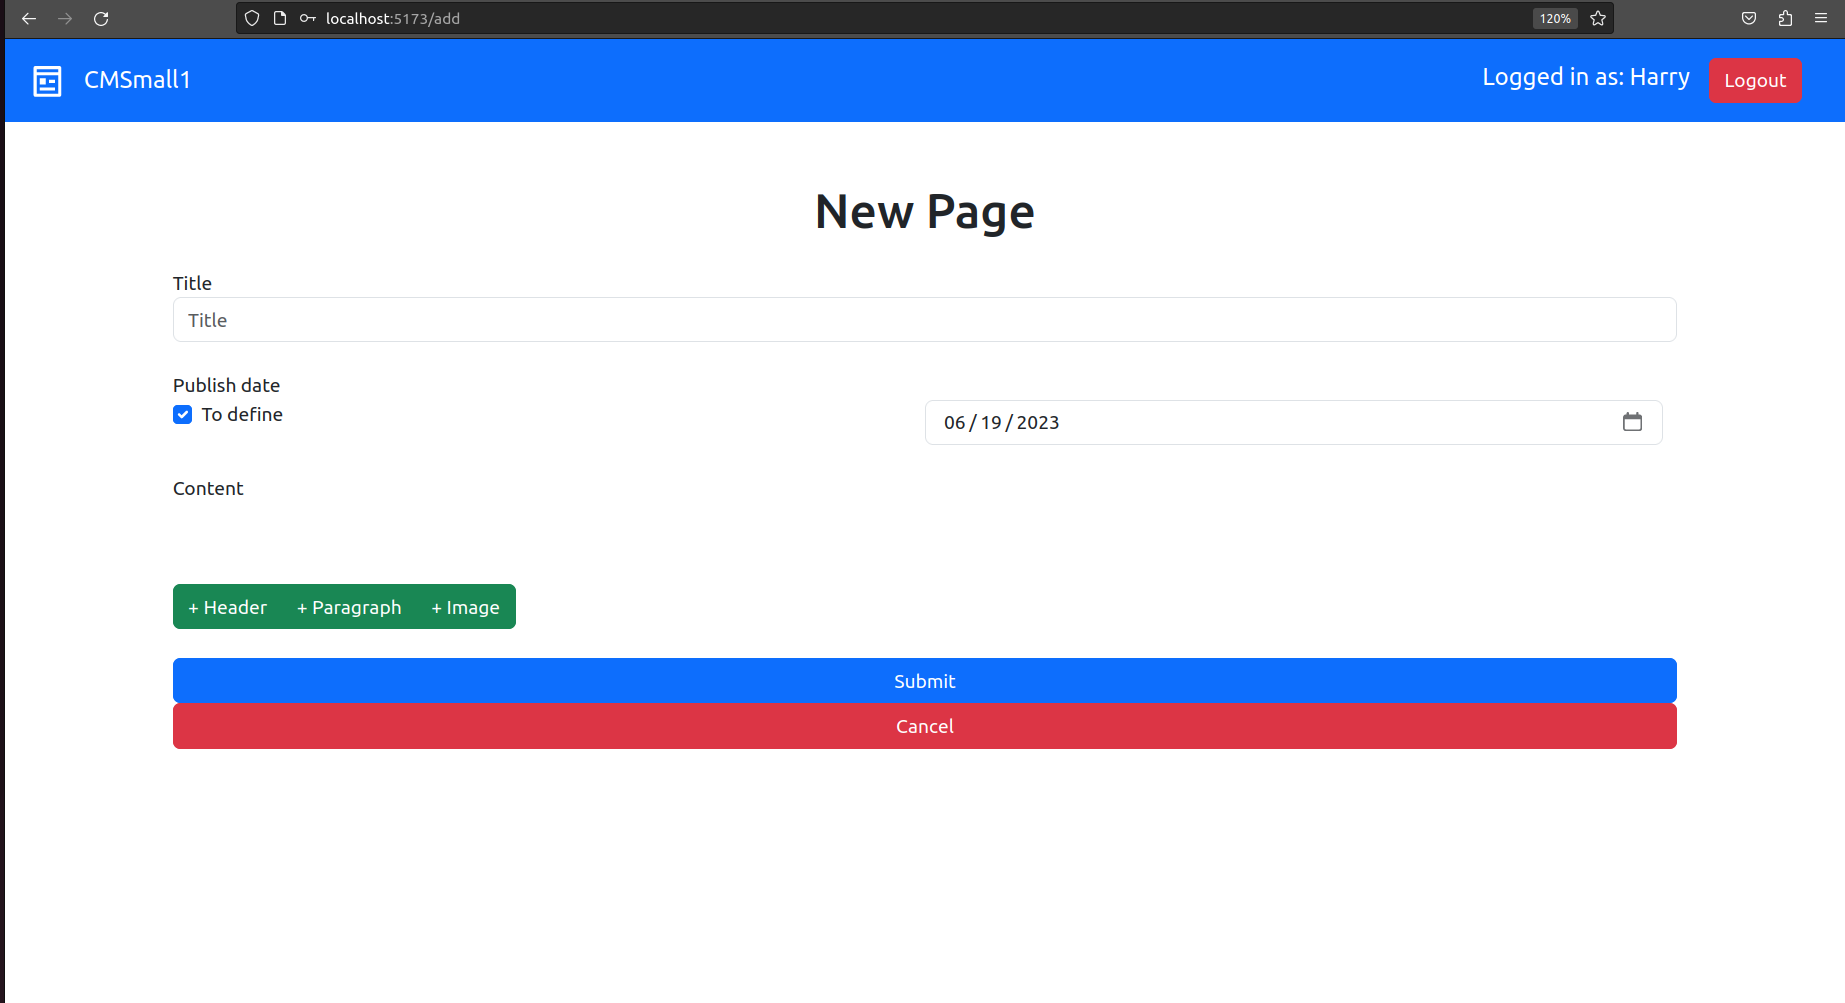 localhost:5173/add
120%
CMSmall1
Logged in as: Harry
Logout
New Page
Title
Title
Publish date
To define
06/19/2023
Content
+ Header
+ Paragraph
+ Image
Submit
Cancel